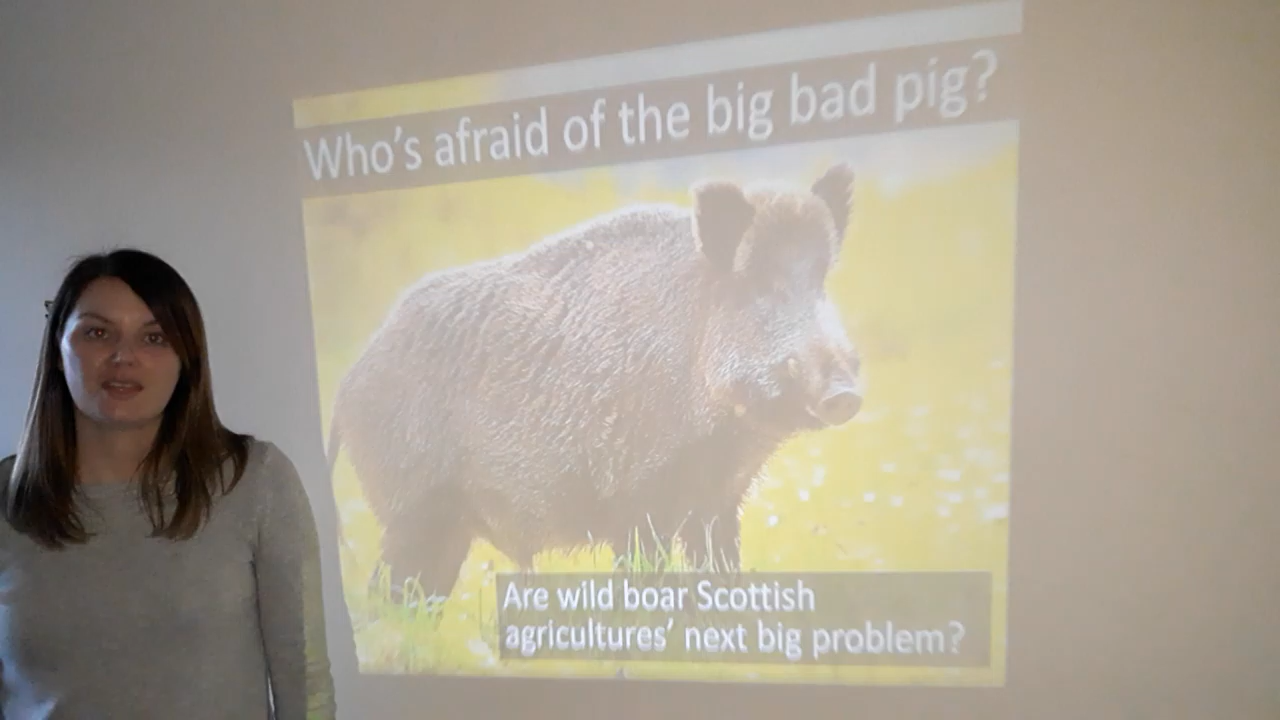 Who's afraid of the big bad pig?
Are wild boar Scottish
agricultures' next big problem?